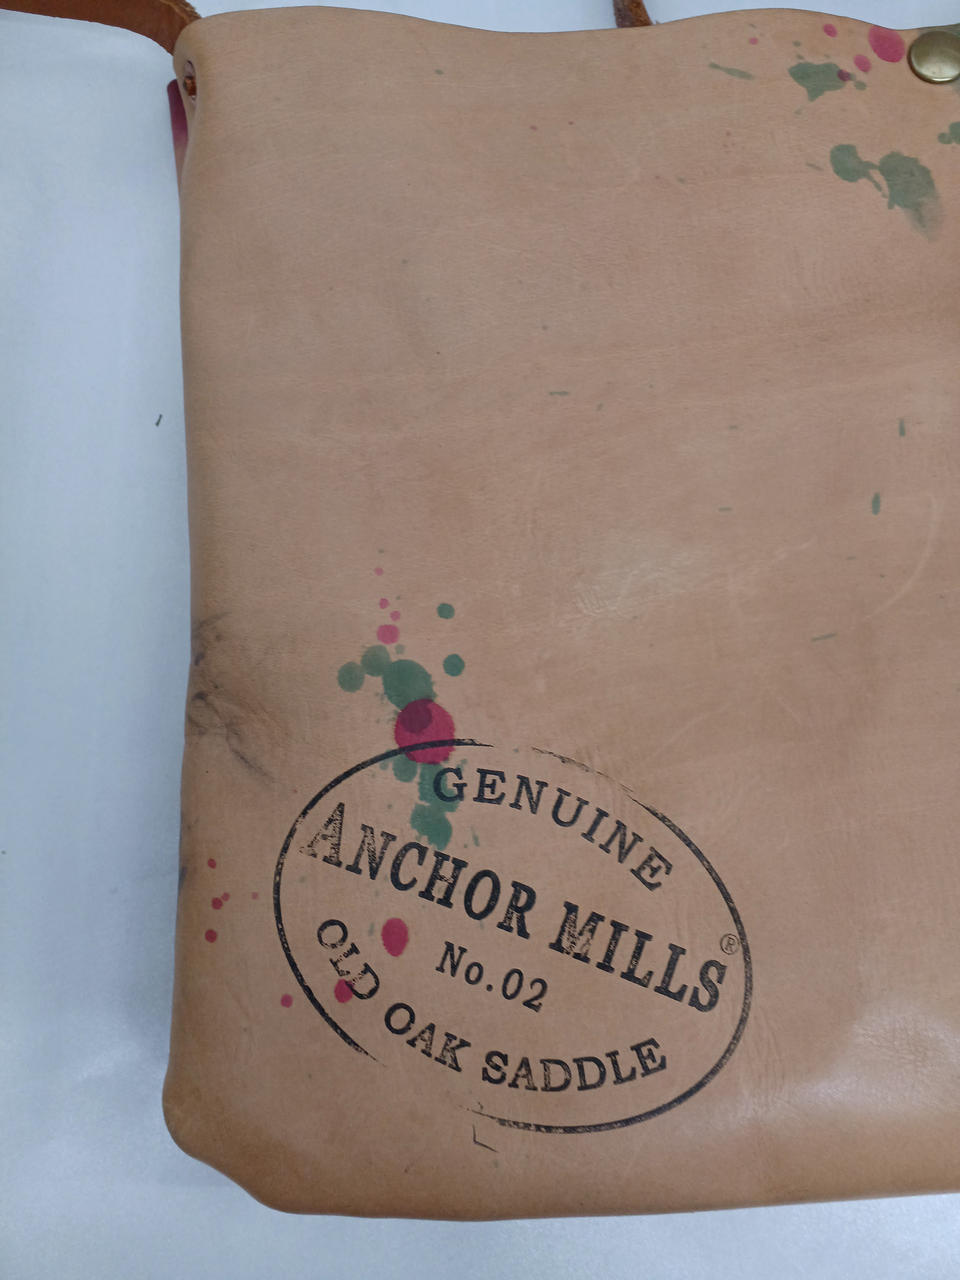 GENUINE
ANCHOR MILLS®
No.02
OLD OAK SADDLE